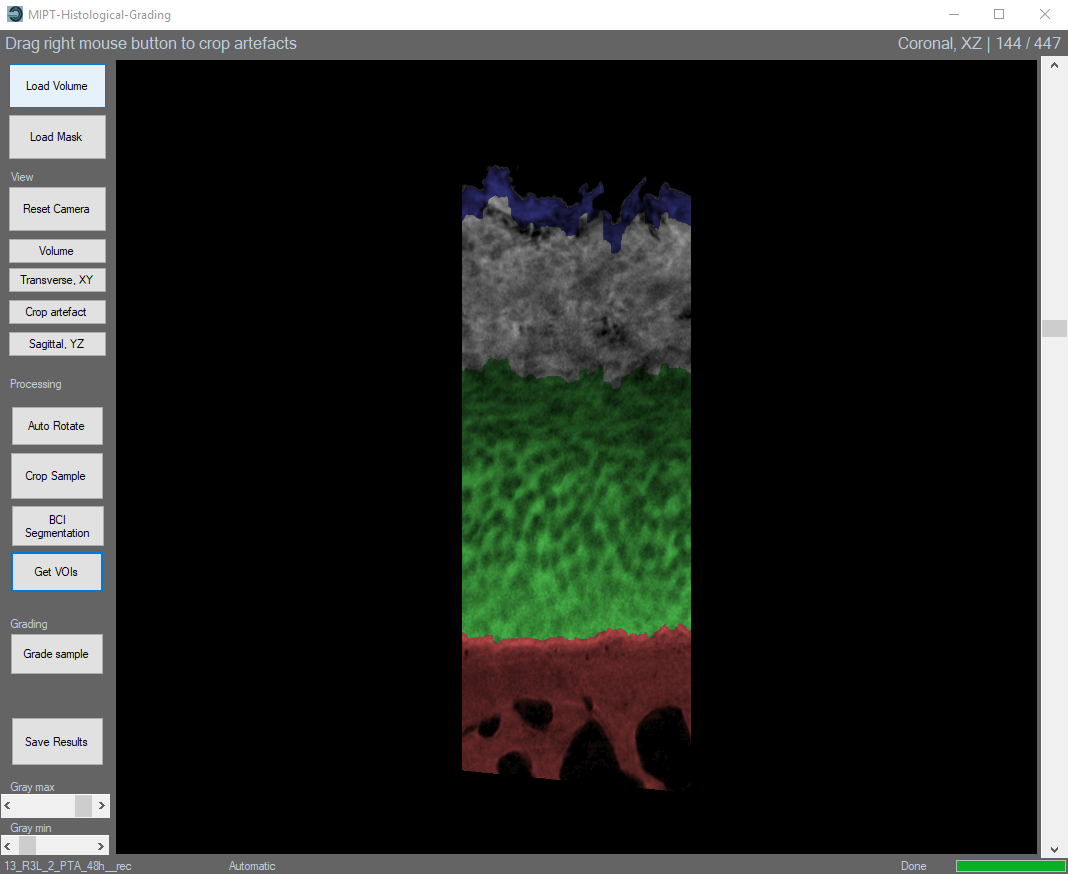 MIPT-Histological-Grading
Drag right mouse button to crop artefacts
Coronal, XZ | 144 / 447
Load Volume
Load Mask
View
Reset Camera
Volume
Transverse, XY
Crop artefact
Sagittal, YZ
Processing
Auto Rotate
Crop Sample
BCI
Segmentation
Get VOIs
Grading
Grade sample
Save Results
Gray max
Gray min
13_R3L_2_PTA_48h__rec
Automatic
Done